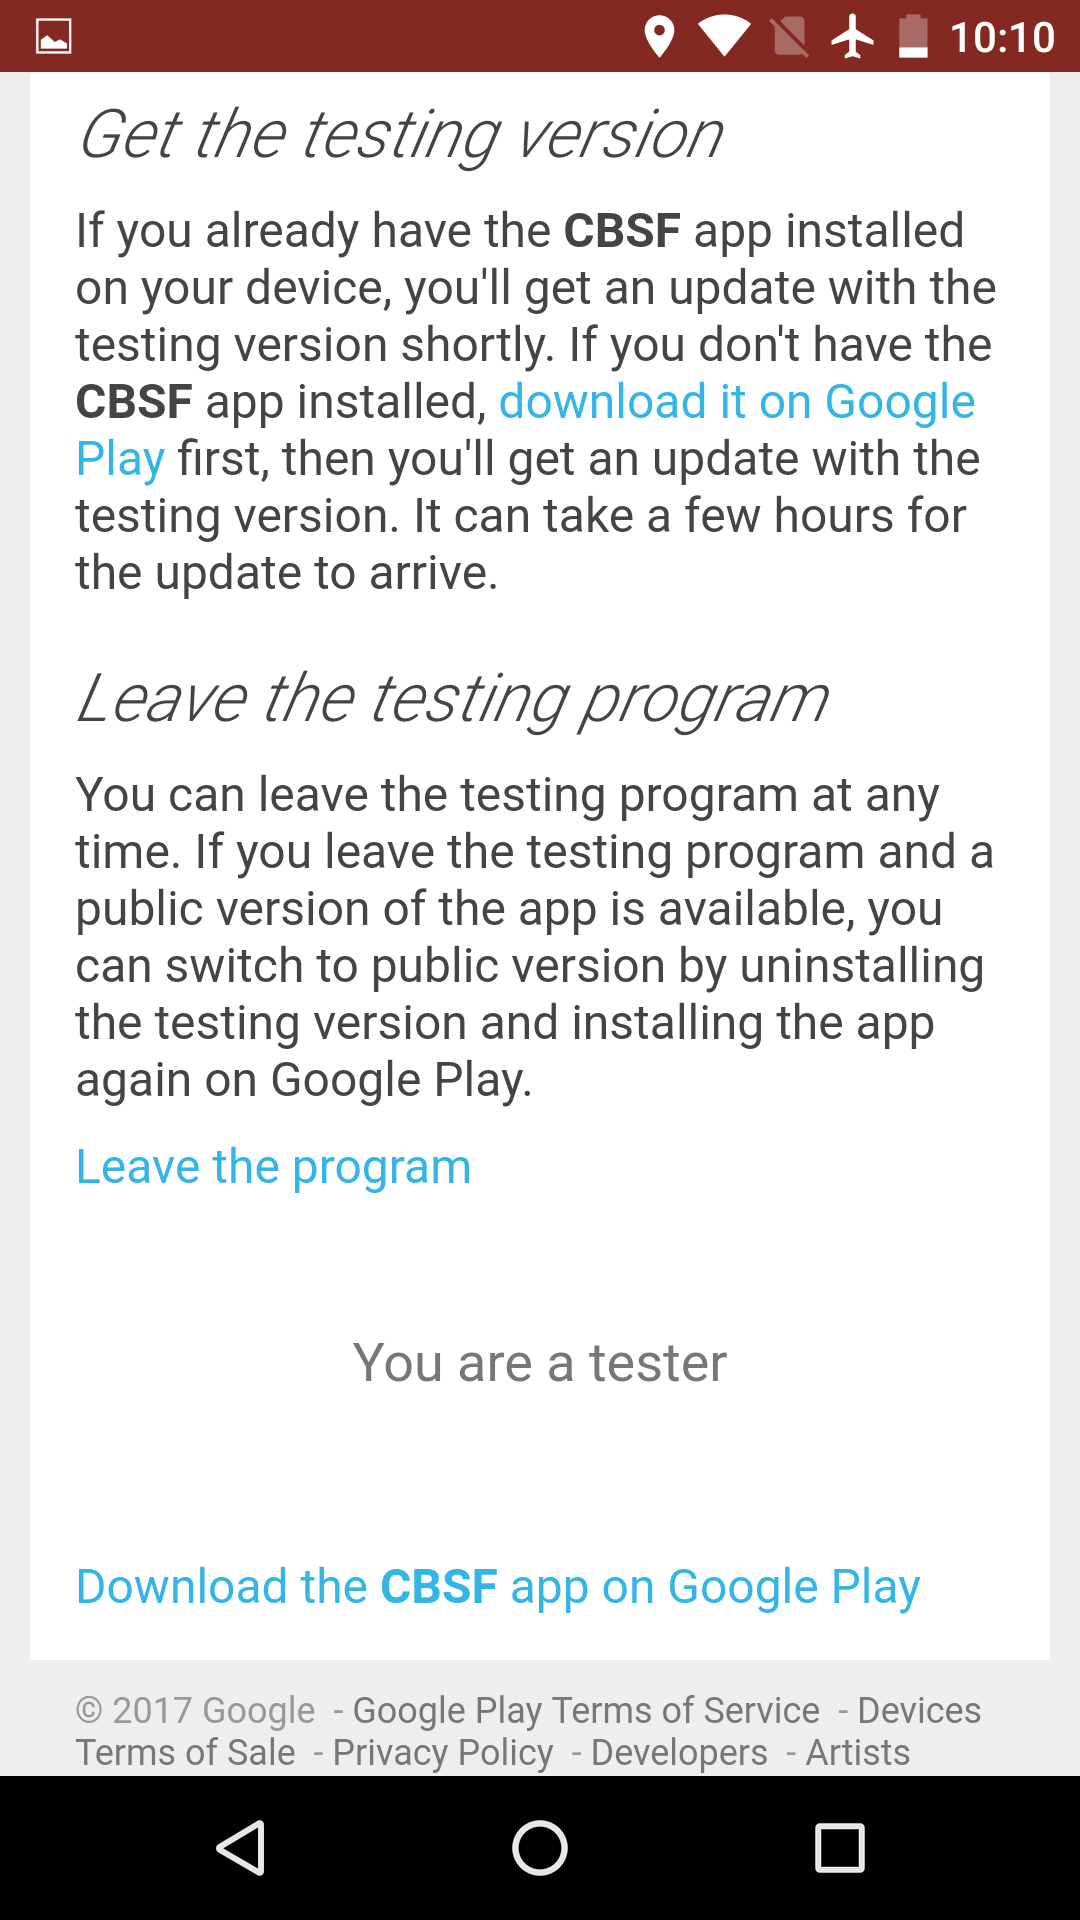 10:10
Get the testing version
If you already have the CBSF app installed
on your device, you'll get an update with the
testing version shortly. If you don't have the
CBSF app installed, download it on Google
Play first, then you'll get an update with the
testing version. It can take a few hours for
the update to arrive.
Leave the testing program
You can leave the testing program at any
time. If you leave the testing program and a
public version of the app is available, you
can switch to public version by uninstalling
the testing version and installing the app
again on Google Play.
Leave the program
You are a tester
Download the CBSF app on Google Play
© 2017 Google - Google Play Terms of Service - Devices
Terms of Sale - Privacy Policy - Developers - Artists